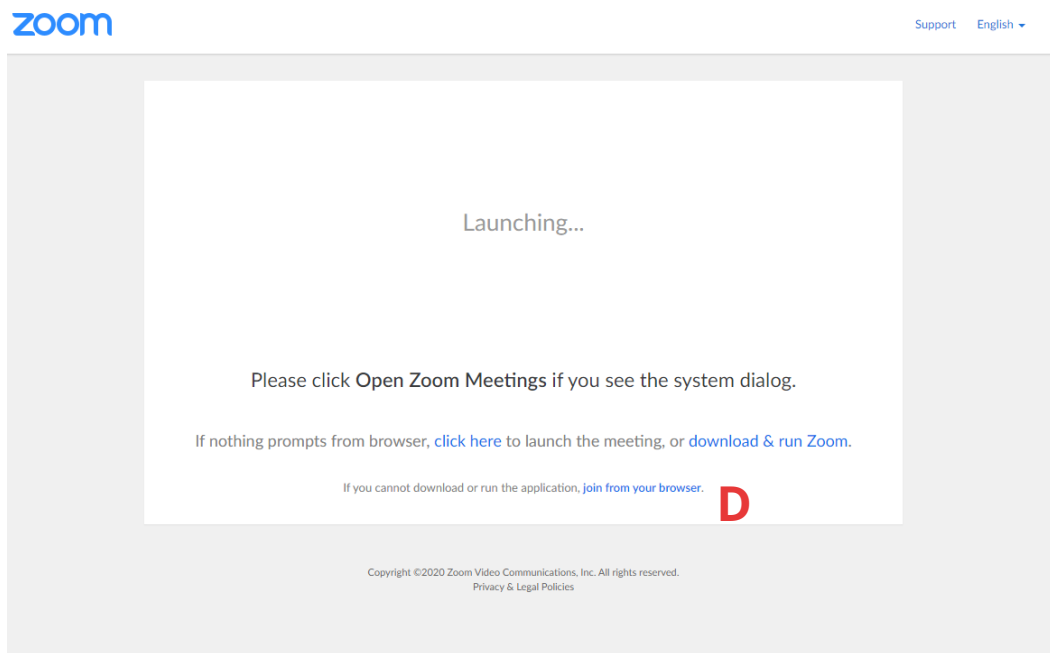 zoom
Support English
Launching...
Please click Open Zoom Meetings if you see the system dialog.
If nothing prompts from browser, click here to launch the meeting, or download & run Zoom.
If you cannot download or run the application, join from your browser.
D
Copyright ©2020 Zoom Video Communications, Inc. All rights reserved.
Privacy & Legal Policies